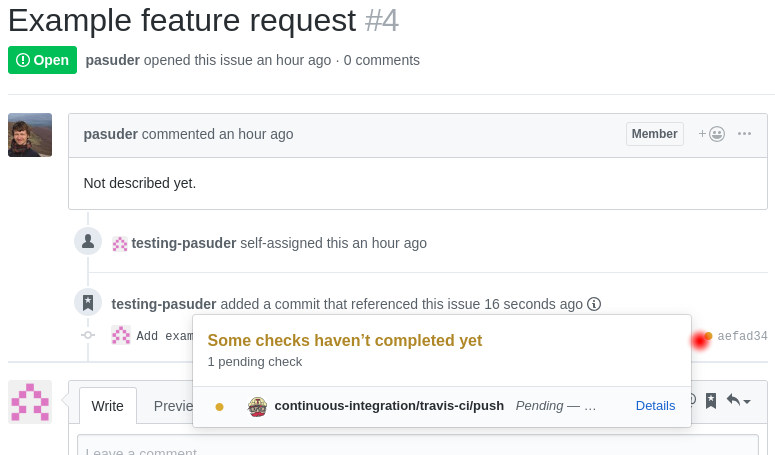 Example feature request #4
Open pasuder opened this issue an hour ago · 0 comments
pasuder commented an hour ago Member
Not described yet.
testing-pasuder self-assigned this an hour ago
testing-pasuder added a commit that referenced this issue 16 seconds ago
Add exam aefad34
Some checks haven’t completed yet
1 pending check
continuous-integration/travis-ci/push Pending — … Details
Write Previe
Leave a comment